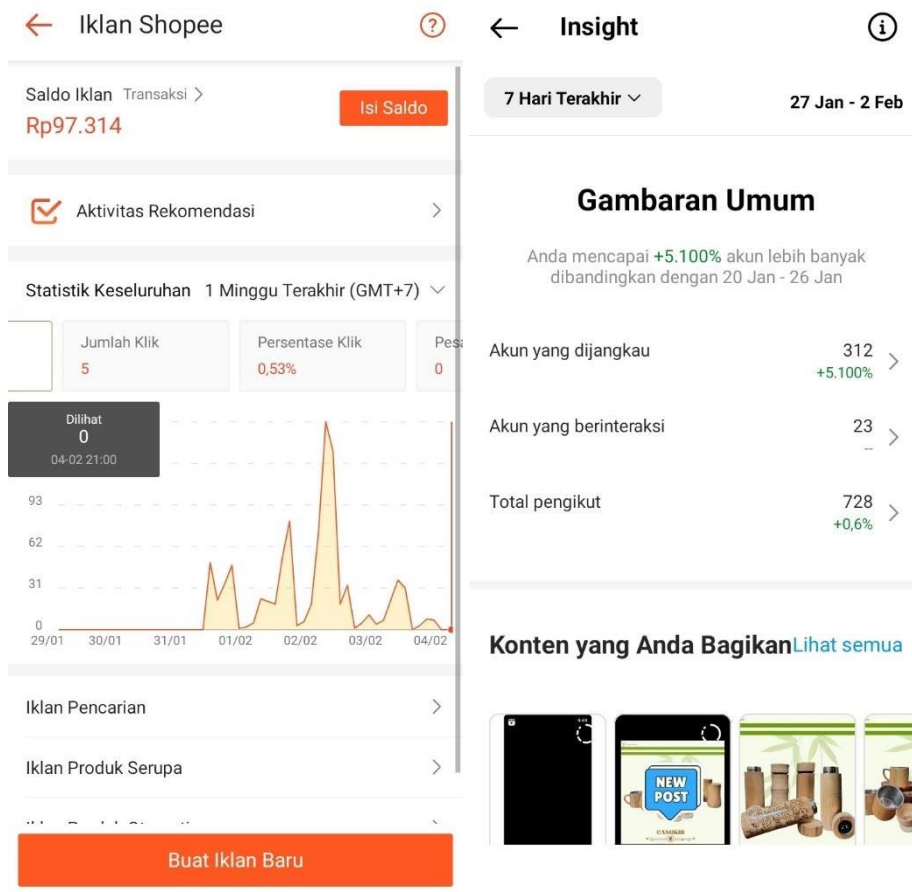 Iklan Shopee
Saldo Iklan Transaksi >
Rp97.314
Isi Saldo
Aktivitas Rekomendasi
Statistik Keseluruhan 1 Minggu Terakhir (GMT+7)
Jumlah Klik
5
Persentase Klik
0,53%
Pesa
0
Dilihat
0
04-02 21:00
93
62
31
0
29/01 30/01 31/01 01/02 02/02 03/02 04/02
Iklan Pencarian
Iklan Produk Serupa
Buat Iklan Baru
Insight
7 Hari Terakhir
27 Jan - 2 Feb
Gambaran Umum
Anda mencapai +5.100% akun lebih banyak
dibandingkan dengan 20 Jan - 26 Jan
Akun yang dijangkau
312
+5.100%
Akun yang berinteraksi
23
--
Total pengikut
728
+0,6%
Konten yang Anda Bagikan
Lihat semua
NEW
POST